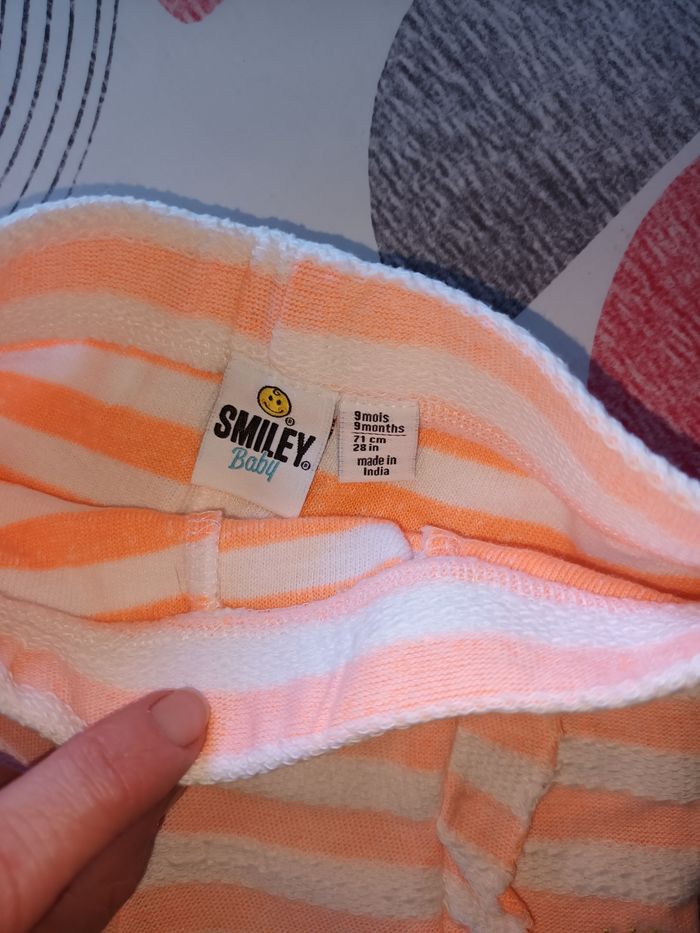 SMILEY®
Baby
9mois
9months
71 cm
28 in
made in
India